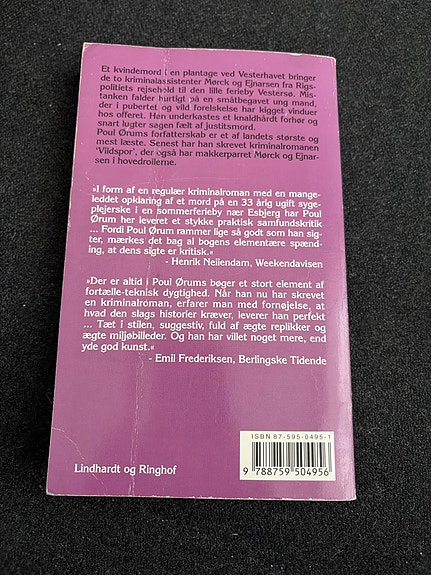 Et kvindemord i en plantage ved Vesterhavet bringer
de to kriminalassistenter Mørck og Ejnarsen fra Rigs-
politiets rejsehold til den lille ferieby Vestersø. Mis-
tanken falder hurtigt på en småtbegavet ung mand,
der i pubertet og vild forelskelse har kigget vinduer
hos offeret. Han underkastes et knaldhårdt forhør og
snart lugter sagen fælt af justitsmord.
Poul Ørums forfatterskab er et af landets største og
mest læste. Senest har han skrevet kriminalromanen
'Vildspor', der også har makkerparret Mørck og Ejnar-
sen i hovedrollerne.
»I form af en regulær kriminalroman med en mange-
leddet opklaring af et mord på en 33 årig ugift syge-
plejerske i en sommerferieby nær Esbjerg har Poul
Ørum her leveret et stykke praktisk samfundskritik
... Fordi Poul Ørum rammer lige så godt som han sig-
ter, mærkes det bag al bogens elementære spænd-
ing, at dens sigte er kritisk.«
- Henrik Neiiendam, Weekendavisen
»Der er altid i Poul Ørums bøger et stort element af
fortælle-teknisk dygtighed. Når han nu har skrevet
en kriminalroman, erfarer man med fornøjelse, at
hvad den slags historier kræver, leverer han perfekt
... Tæt i stilen, suggestiv, fuld af ægte replikker og
ægte miljøbilleder. Og han har villet noget mere, end
yde god kunst.«
- Emil Frederiksen, Berlingske Tidende
ISBN 87-595-0495-1
9 788759 504956
Lindhardt og Ringhof